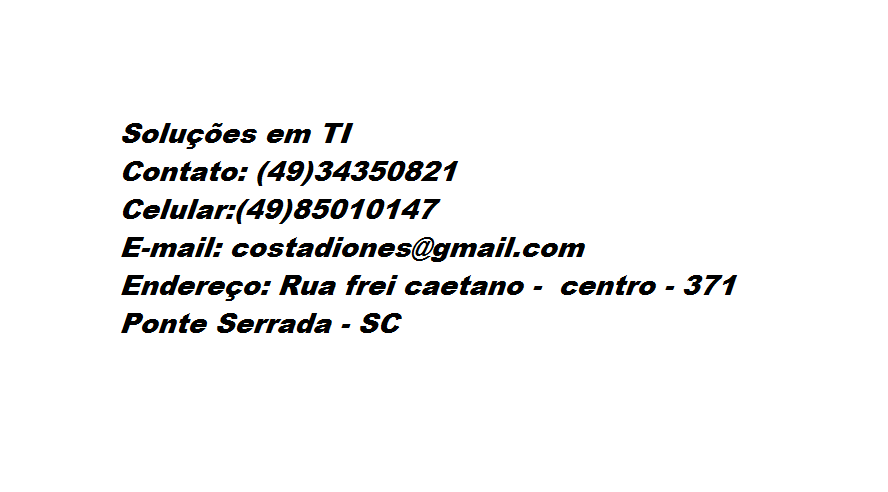 Soluções em TI
Contato: (49)34350821
Celular:(49)85010147
E-mail: costadiones@gmail.com
Endereço: Rua frei caetano -  centro - 371
Ponte Serrada - SC